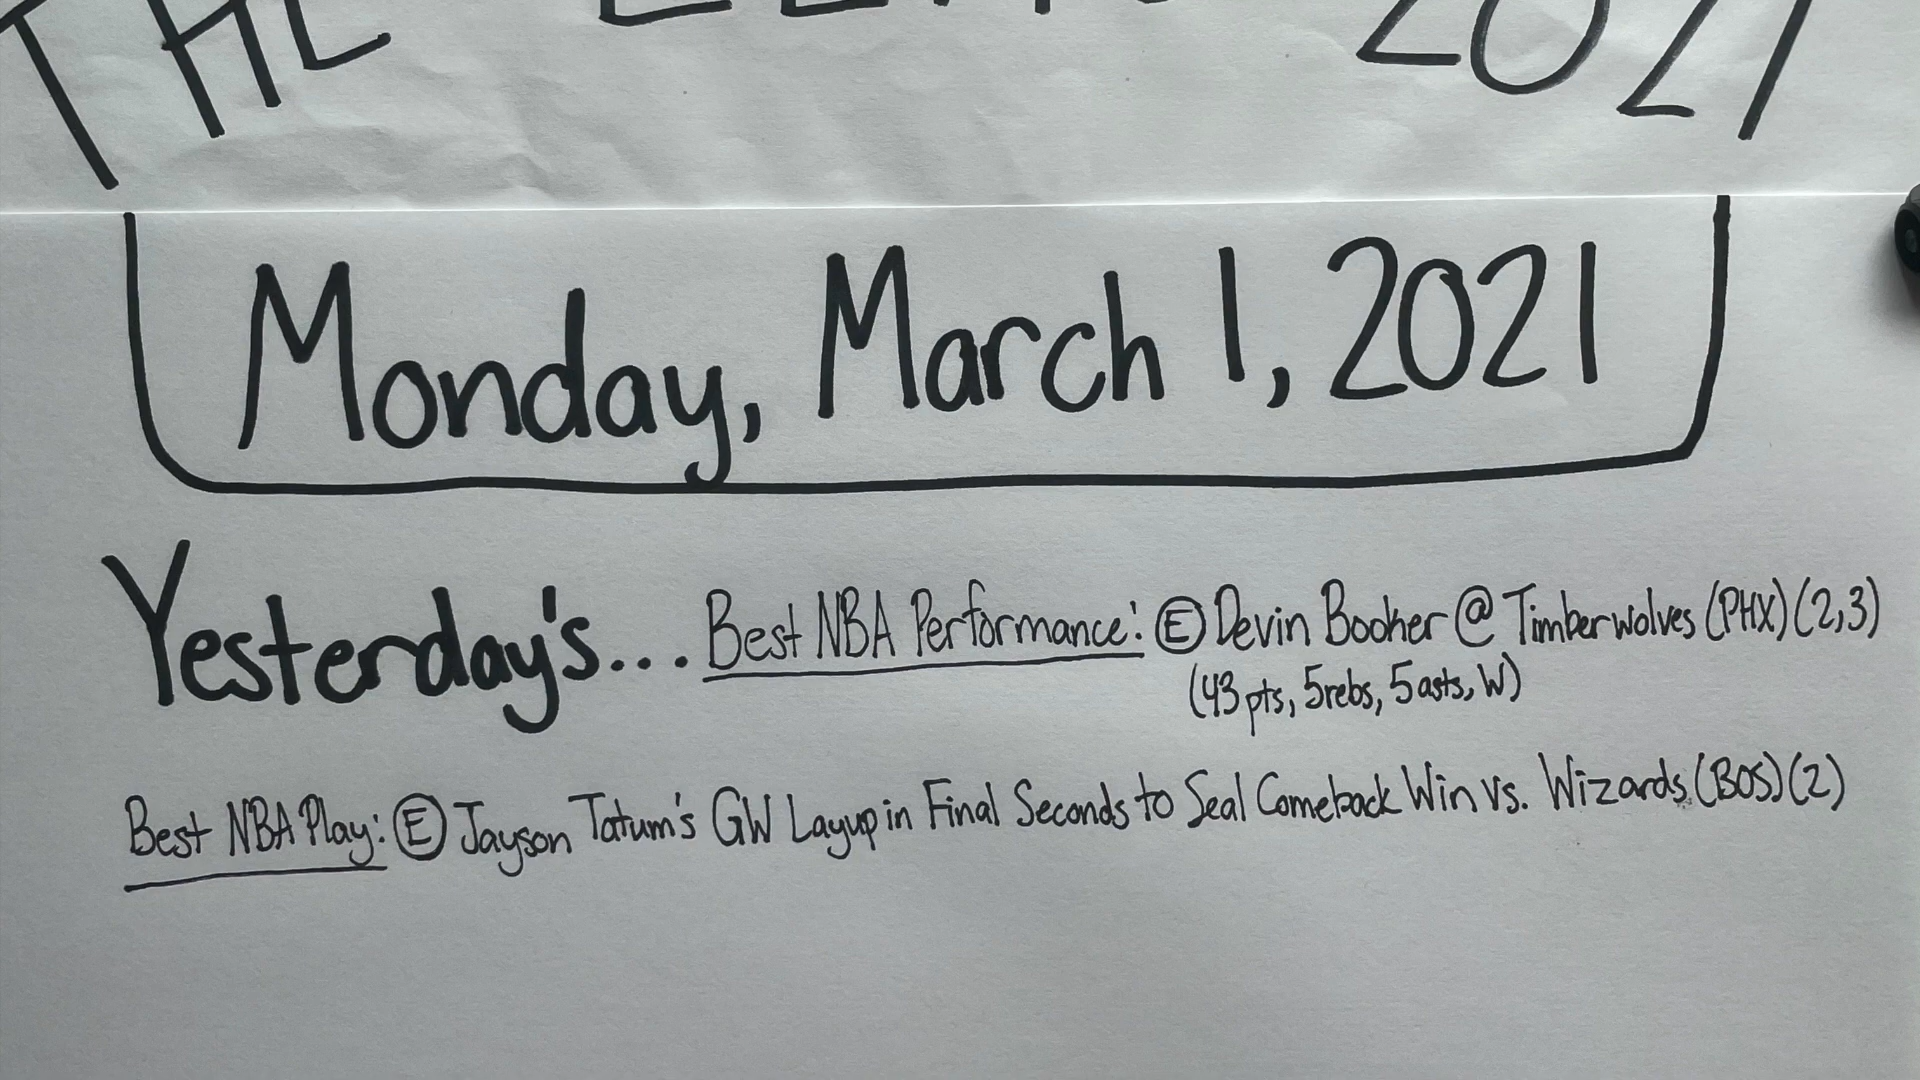 THE 2021
Monday, March 1, 2021
Yesterday's... Best NBA Performance: Ⓔ Devin Booker @ Timberwolves (PHX) (2,3)
(43 pts, 5 rebs, 5 asts, W)
Best NBA Play: Ⓔ Jayson Tatum's GW Layup in Final Seconds to Seal Comeback Win vs. Wizards (BOS) (2)